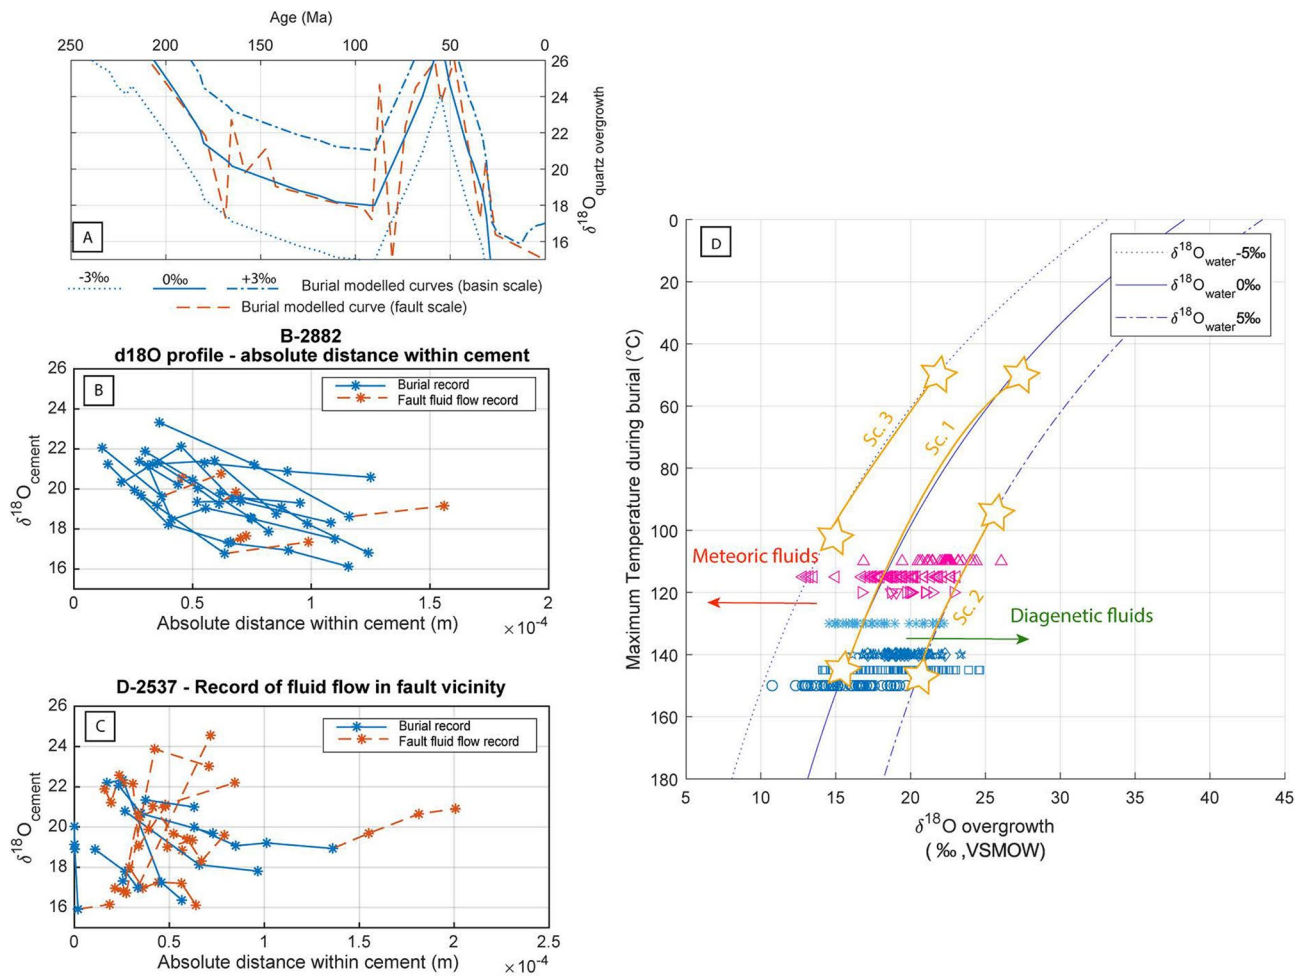 Age (Ma)
250 200 150 100 50 0
26
24
22
20
18
16
δ18Oquartz overgrowth
A
-3‰ 0‰ +3‰ Burial modelled curves (basin scale)
Burial modelled curve (fault scale)
B-2882
d18O profile - absolute distance within cement
26
24
22
20
18
16
δ18Ocement
B
Burial record
Fault fluid flow record
0 0.5 1 1.5 2
Absolute distance within cement (m) ×10-4
D-2537 - Record of fluid flow in fault vicinity
26
24
22
20
18
16
δ18Ocement
C
Burial record
Fault fluid flow record
0 0.5 1 1.5 2 2.5
Absolute distance within cement (m) ×10-4
D
0
20
40
60
80
100
120
140
160
180
Maximum Temperature during burial (°C)
δ18Owater-5‰
δ18Owater0‰
δ18Owater5‰
Sc.3
Sc.1
Sc.2
Meteoric fluids
Diagenetic fluids
5 10 15 20 25 30 35 40 45
δ18O overgrowth
( ‰ ,VSMOW)